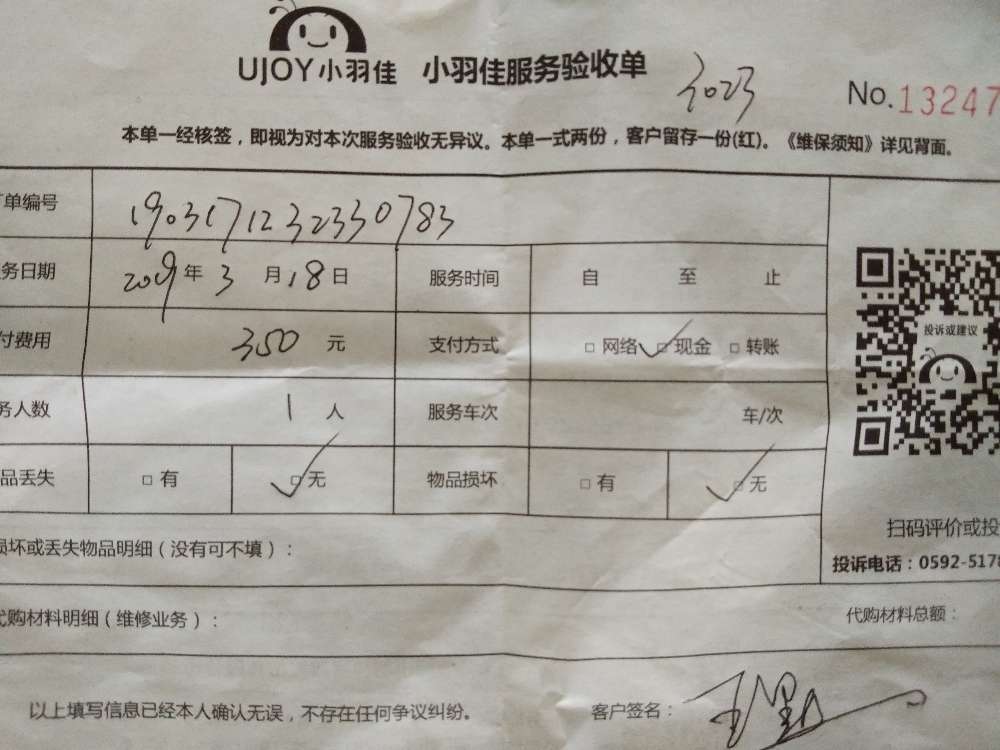 UJOY小羽佳 小羽佳服务验收单
3023
No.13247
本单一经核签，即视为对本次服务验收无异议。本单一式两份，客户留存一份(红)。《维保须知》详见背面。
单编号 190317123233 0783
务日期 2019年3月18日 服务时间 自 至 止
付费用 350 元 支付方式 □网络 □现金 □转账
务人数 1 人 服务车次 车/次
品丢失 □有 □无 物品损坏 □有 □无
投诉或建议
扫码评价或投
投诉电话：0592-5178
损坏或丢失物品明细（没有可不填）：
代购材料明细（维修业务）： 代购材料总额：
以上填写信息已经本人确认无误，不存在任何争议纠纷。 客户签名：